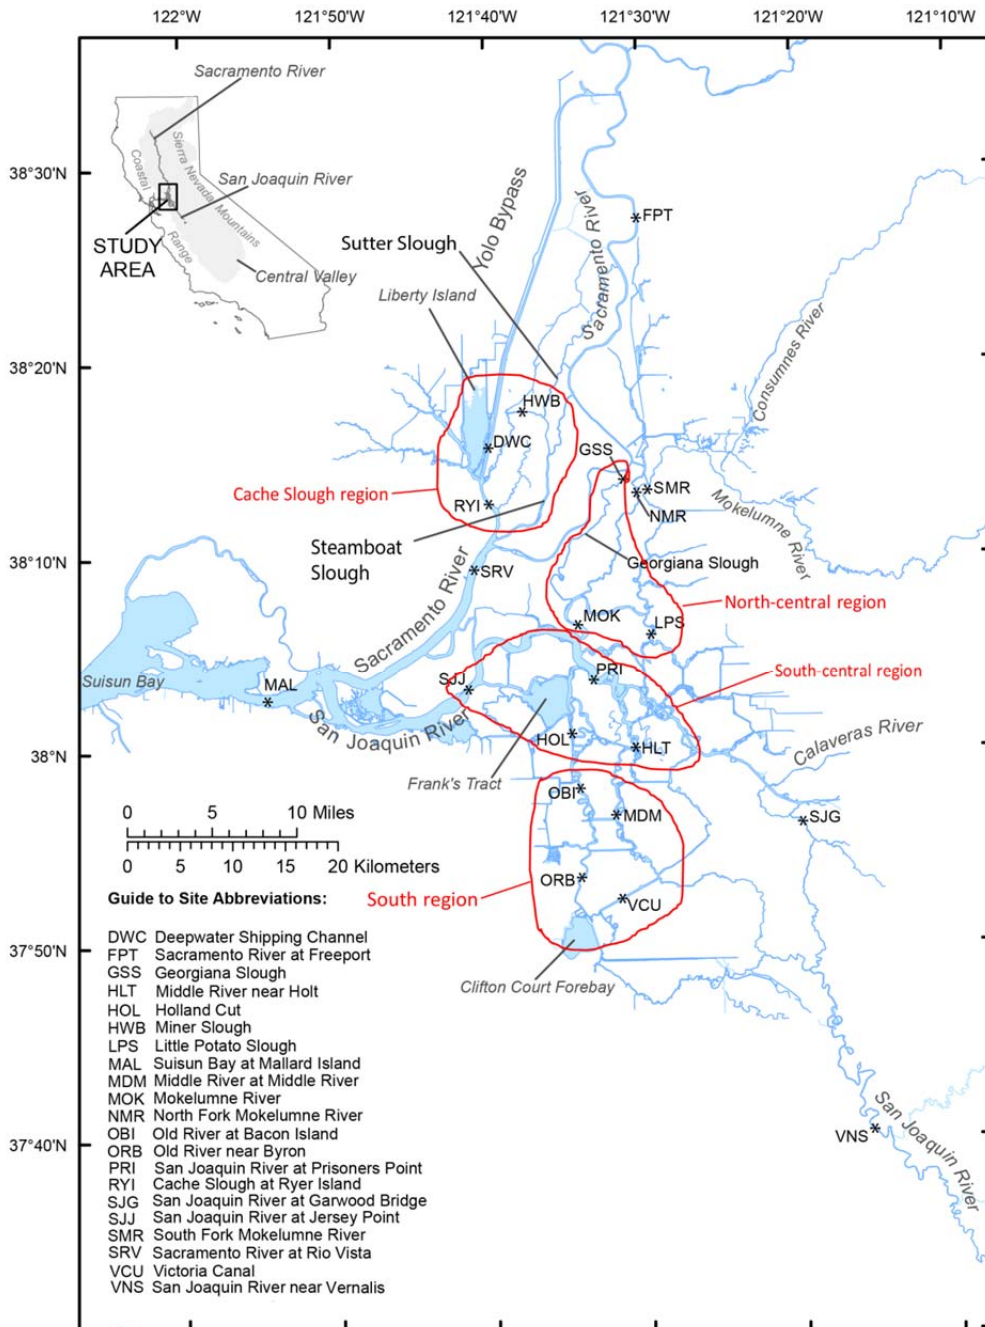 122°W 121°50'W 121°40'W 121°30'W 121°20'W 121°10'W
38°30'N
38°20'N
38°10'N
38°N
37°50'N
37°40'N
Sacramento River
Coastal
Range
Sierra Nevada Mountains
San Joaquin River
STUDY
AREA
Central Valley
Yolo Bypass
Sacramento River
FPT
Sutter Slough
Liberty Island
Consumnes River
HWB
DWC
GSS
SMR
NMR
Cache Slough region
RYI
Mokelumne River
Steamboat
Slough
Georgiana Slough
SRV
Sacramento River
North-central region
MOK
LPS
PRI
South-central region
SJJ
Suisun Bay
MAL
San Joaquin River
HOL
HLT
Calaveras River
Frank's Tract
OBI
MDM
SJG
0 5 10 Miles
0 5 10 15 20 Kilometers
ORB
VCU
South region
Clifton Court Forebay
San Joaquin River
VNS
Guide to Site Abbreviations:
DWC Deepwater Shipping Channel
FPT Sacramento River at Freeport
GSS Georgiana Slough
HLT Middle River near Holt
HOL Holland Cut
HWB Miner Slough
LPS Little Potato Slough
MAL Suisun Bay at Mallard Island
MDM Middle River at Middle River
MOK Mokelumne River
NMR North Fork Mokelumne River
OBI Old River at Bacon Island
ORB Old River near Byron
PRI San Joaquin River at Prisoners Point
RYI Cache Slough at Ryer Island
SJG San Joaquin River at Garwood Bridge
SJJ San Joaquin River at Jersey Point
SMR South Fork Mokelumne River
SRV Sacramento River at Rio Vista
VCU Victoria Canal
VNS San Joaquin River near Vernalis